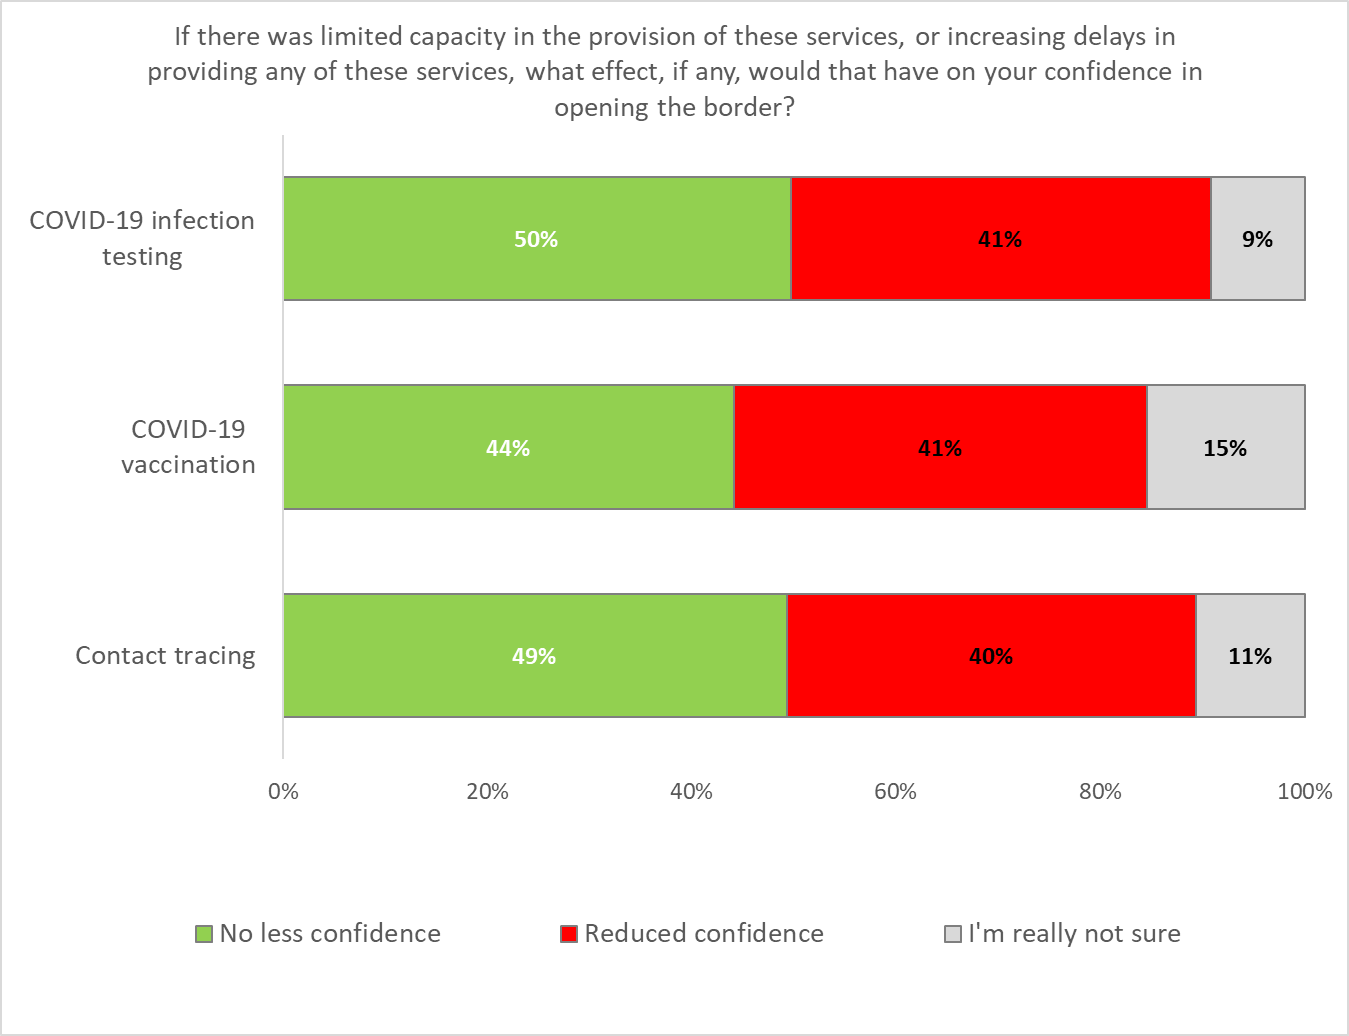 If there was limited capacity in the provision of these services, or increasing delays in
providing any of these services, what effect, if any, would that have on your confidence in
opening the border?
COVID-19 infection
testing
50%
41%
9%
COVID-19
vaccination
44%
41%
15%
Contact tracing
49%
40%
11%
0%
20%
40%
60%
80%
100%
No less confidence
Reduced confidence
I'm really not sure